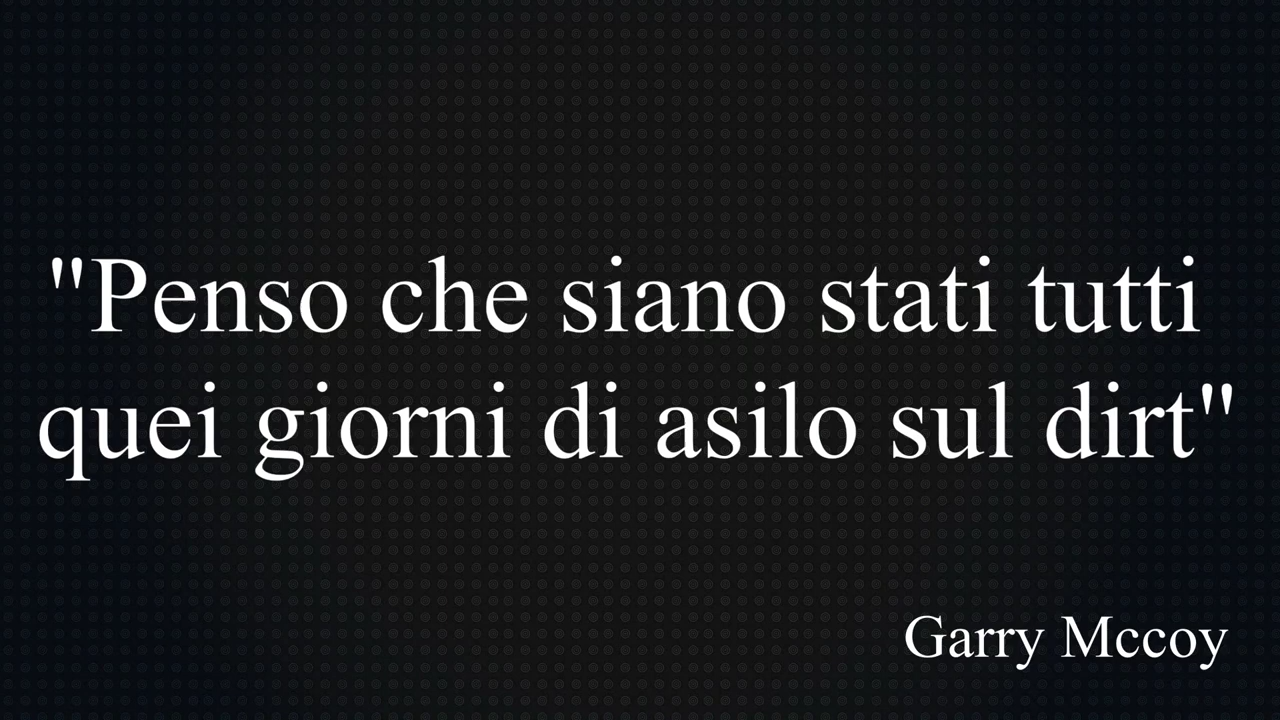 "Penso che siano stati tutti
quei giorni di asilo sul dirt"
Garry Mccoy